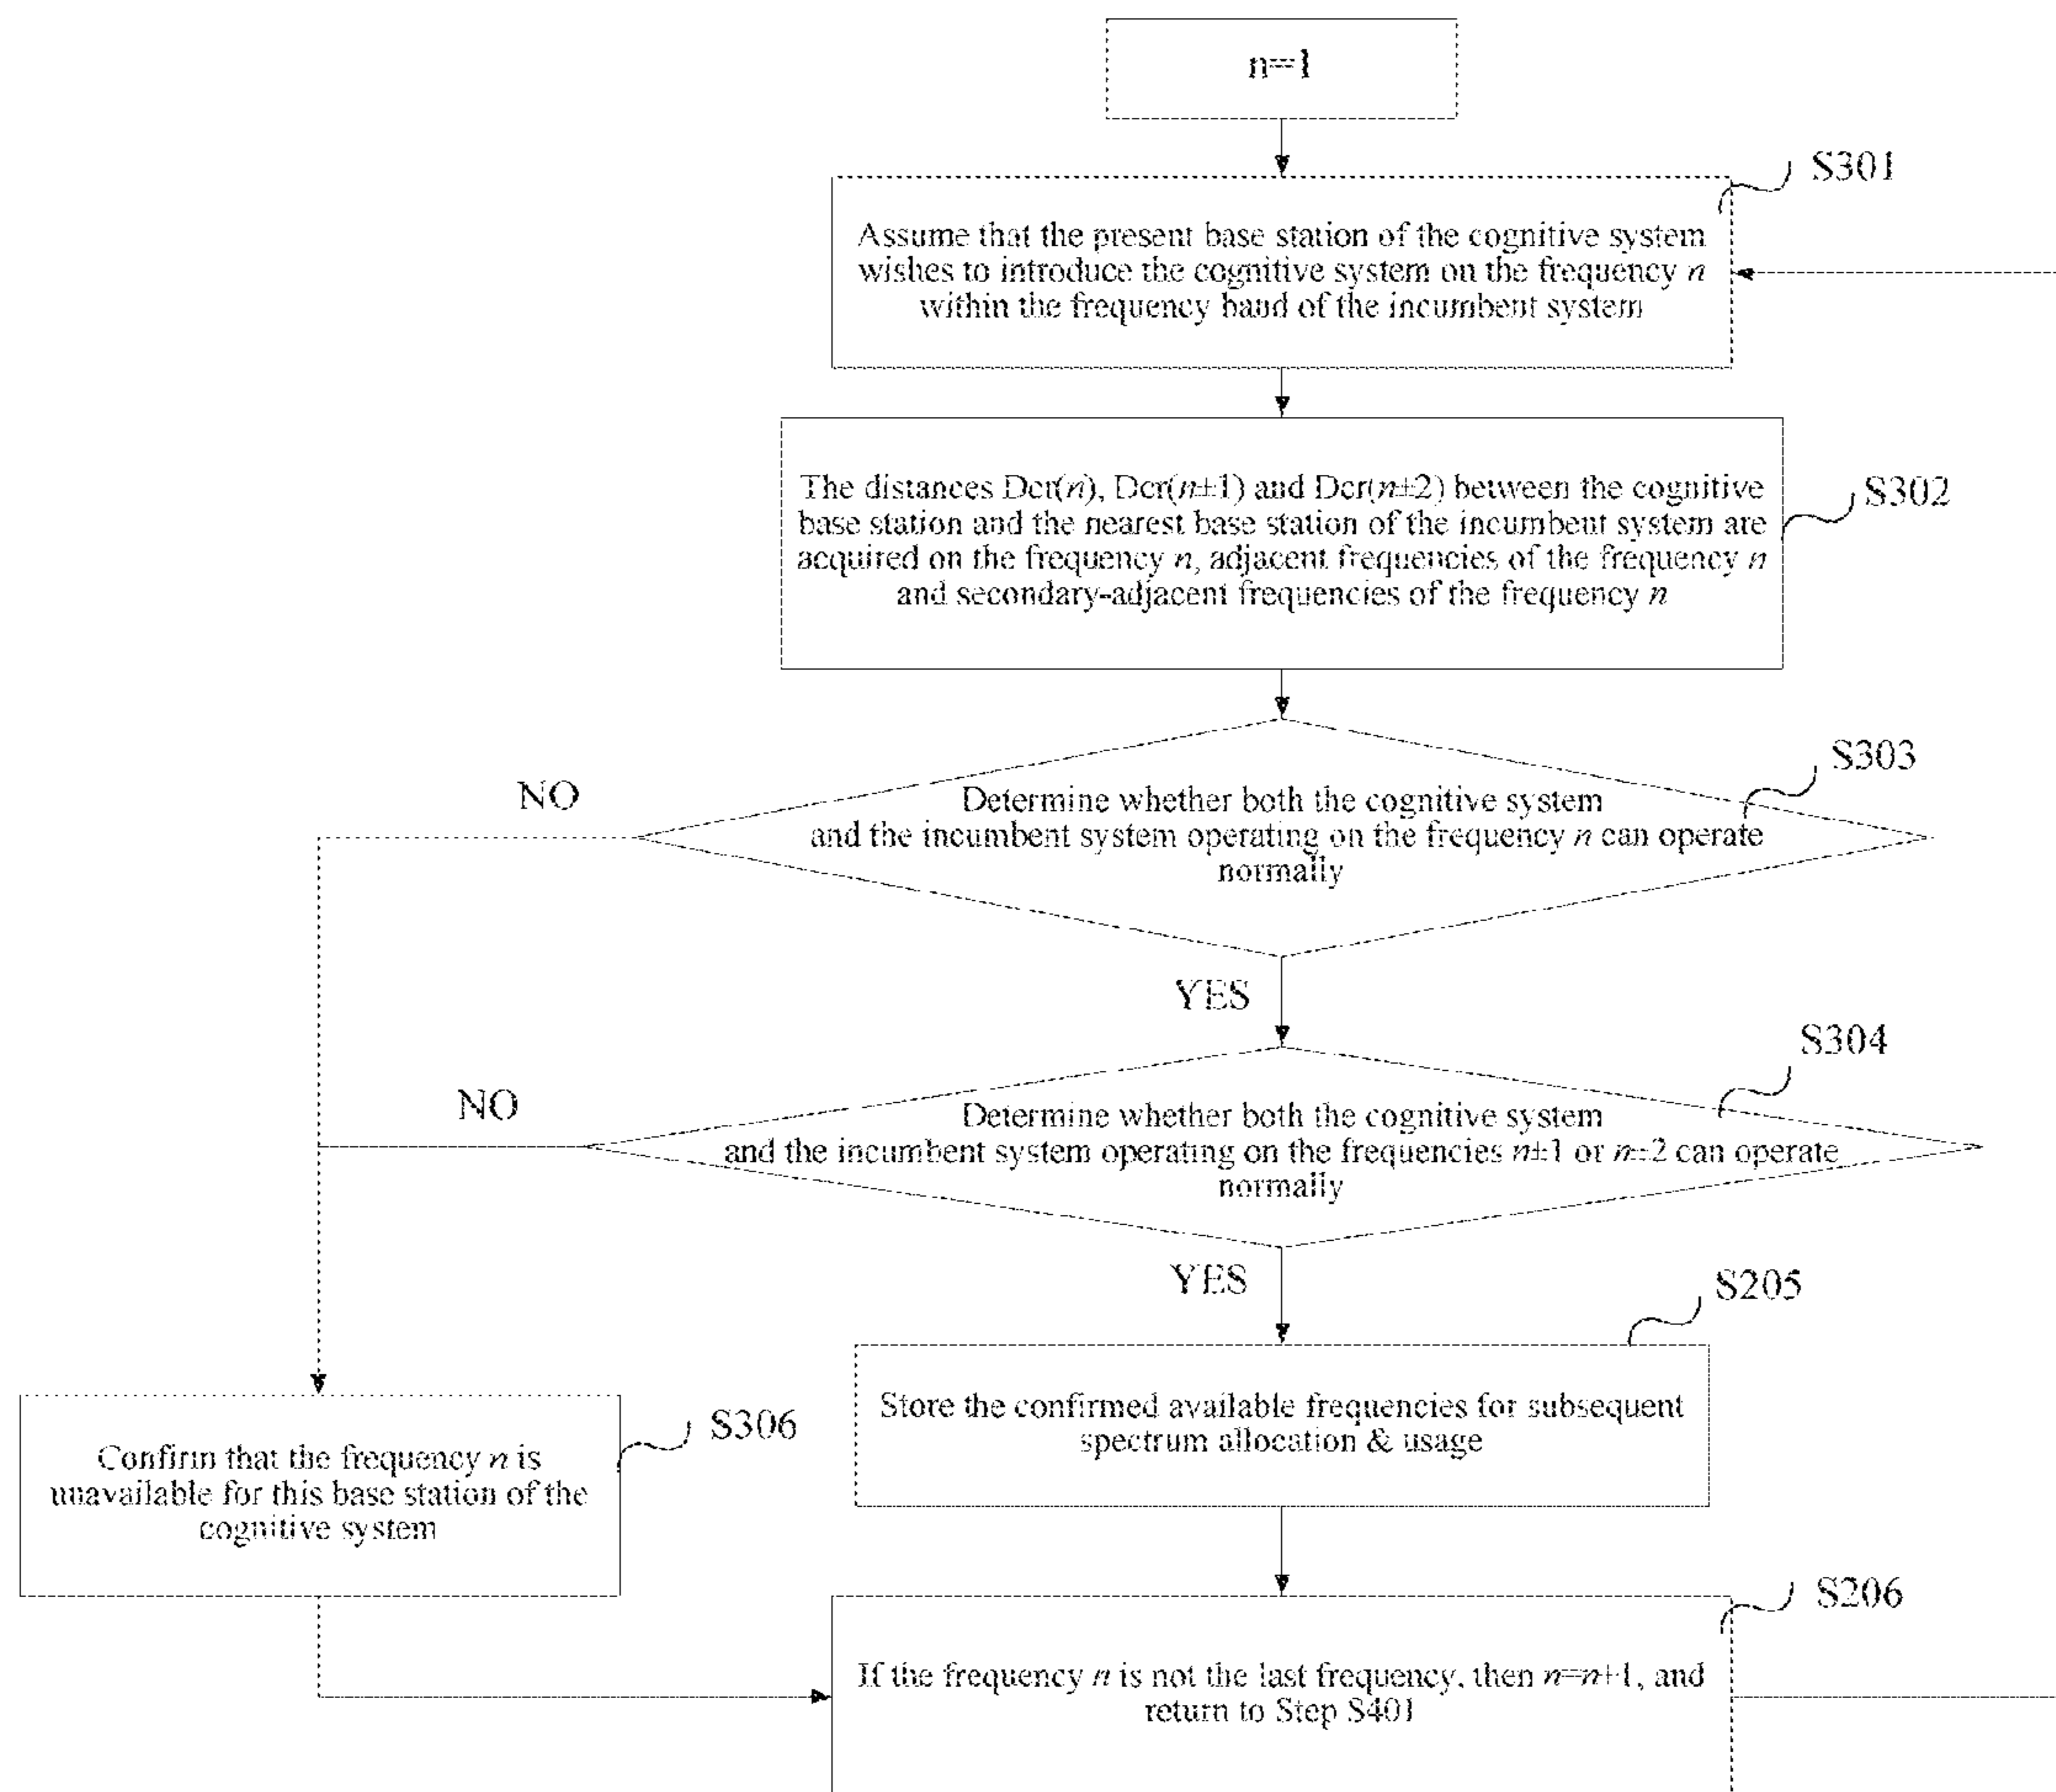 n=1
S301
Assume that the present base station of the cognitive system
wishes to introduce the cognitive system on the frequency n
within the frequency band of the incumbent system
The distances Dcr(n), Dcr(n±1) and Dcr(n±2) between the cognitive
base station and the nearest base station of the incumbent system are
acquired on the frequency n, adjacent frequencies of the frequency n
and secondary-adjacent frequencies of the frequency n
S302
S303
NO
Determine whether both the cognitive system
and the incumbent system operating on the frequency n can operate
normally
YES
S304
NO
Determine whether both the cognitive system
and the incumbent system operating on the frequencies n±1 or n±2 can operate
normally
YES
S205
Store the confirmed available frequencies for subsequent
spectrum allocation & usage
S306
Confirm that the frequency n is
unavailable for this base station of the
cognitive system
S206
If the frequency n is not the last frequency, then n=n+1, and
return to Step S401